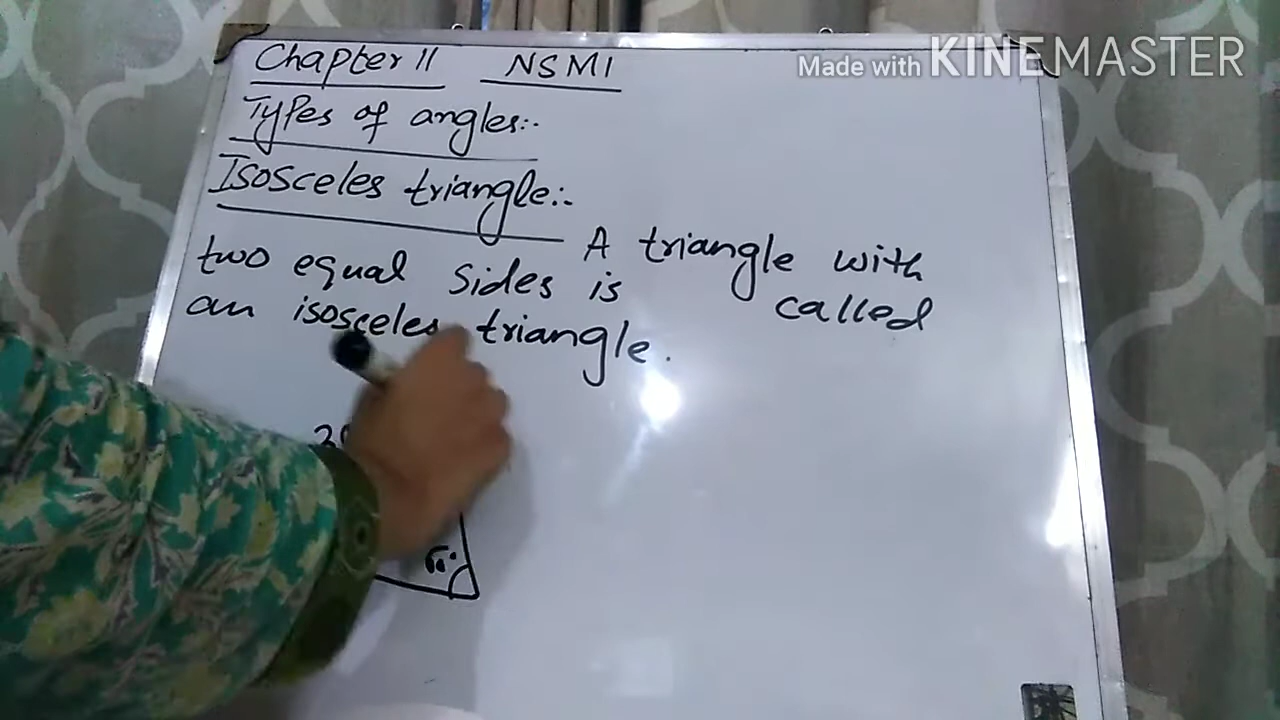 Made with KINEMASTER
Chapter 11 NSM1
Types of angles:-
Isosceles triangle:-
A triangle with
two equal sides is called
an isosceles triangle.